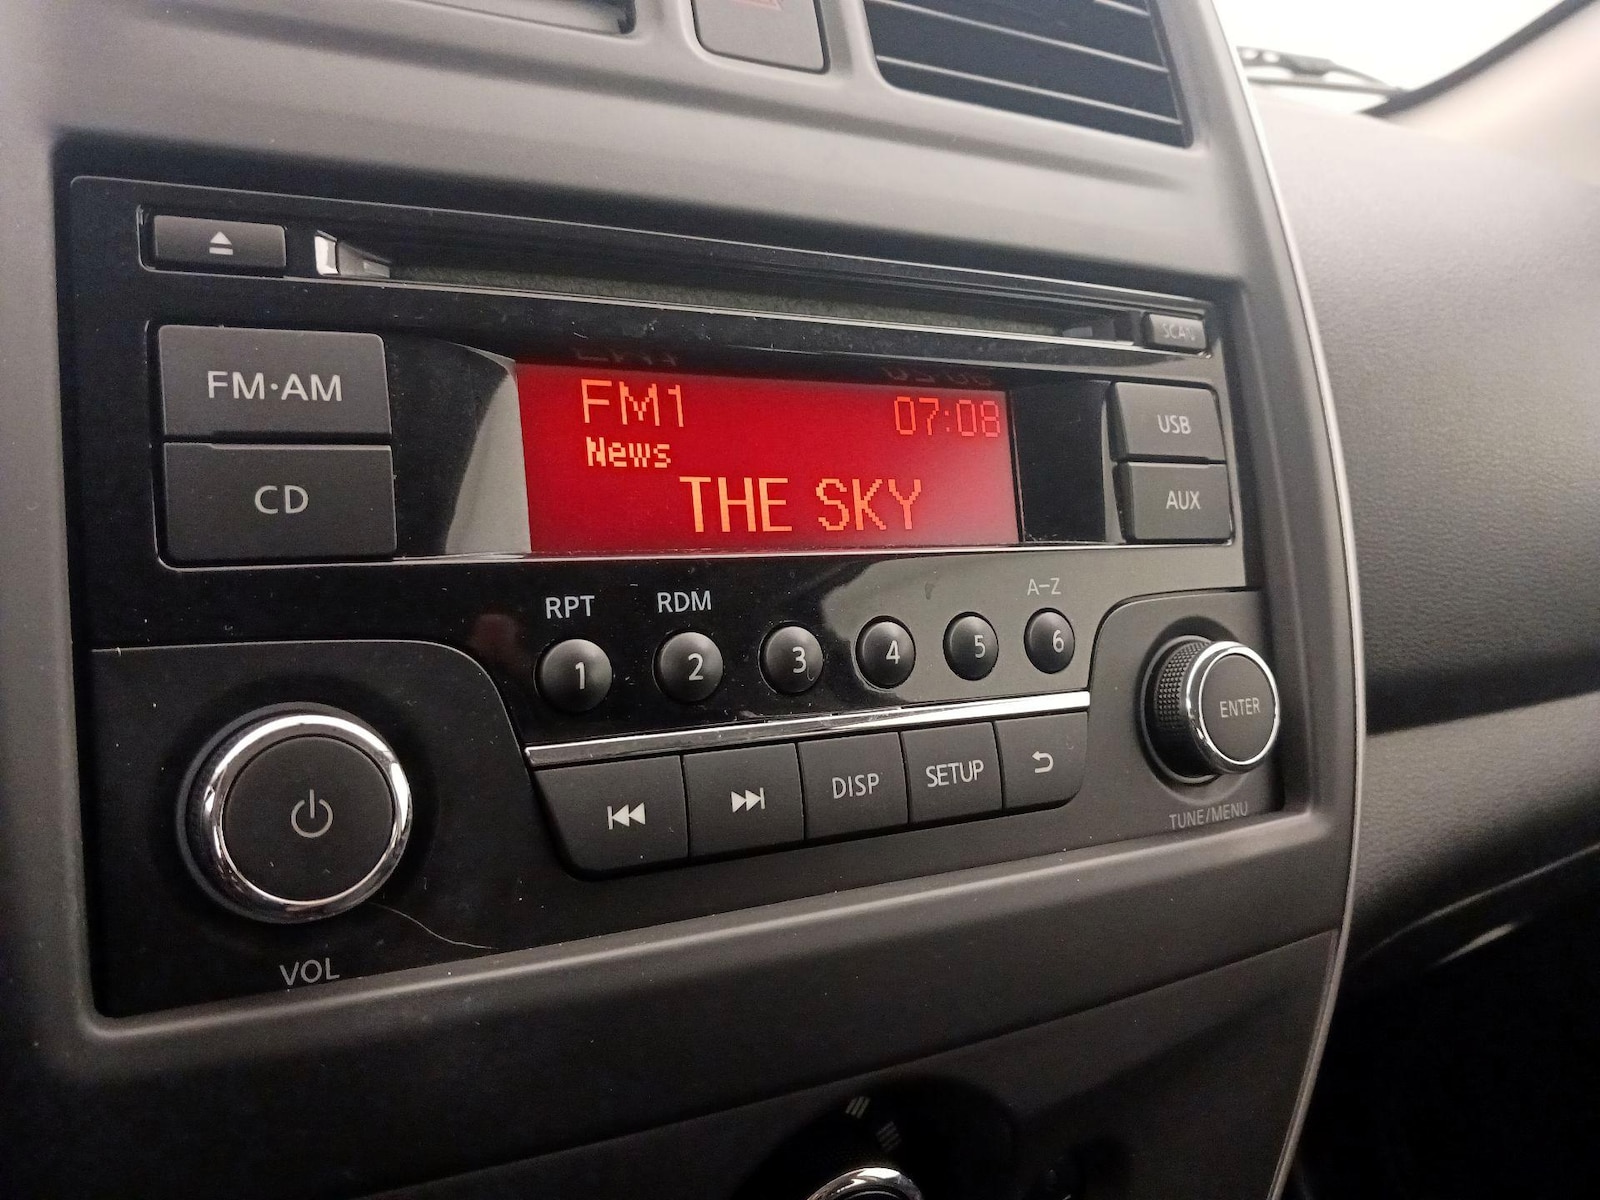 SCAN
FM·AM
CD
FM1 07:08
News
THE SKY
USB
AUX
RPT RDM A-Z
1 2 3 4 5 6
DISP SETUP
ENTER
TUNE/MENU
VOL